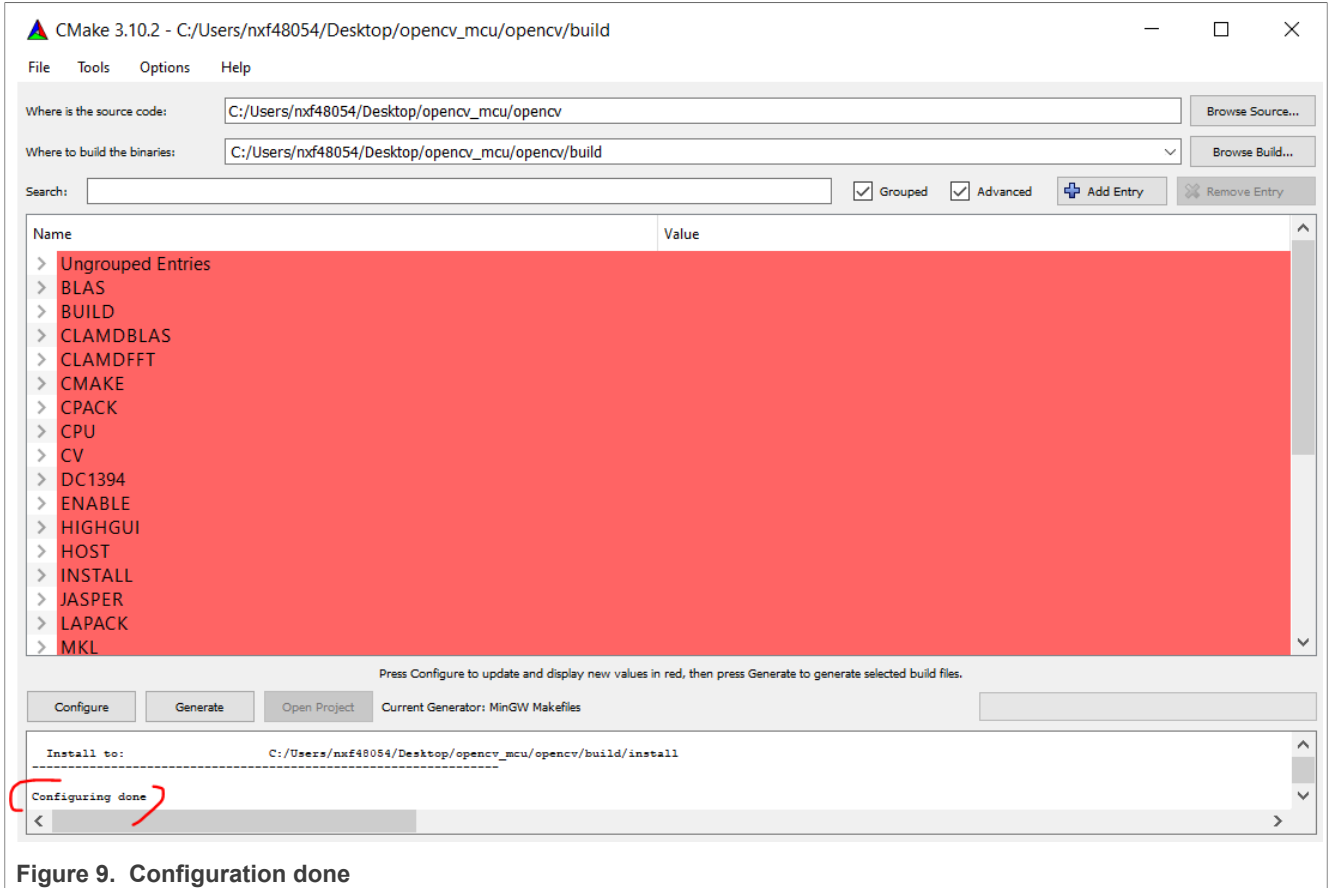 CMake 3.10.2 - C:/Users/nxf48054/Desktop/opencv_mcu/opencv/build
File Tools Options Help
Where is the source code: C:/Users/nxf48054/Desktop/opencv_mcu/opencv Browse Source...
Where to build the binaries: C:/Users/nxf48054/Desktop/opencv_mcu/opencv/build Browse Build...
Search: Grouped Advanced Add Entry Remove Entry
Name Value
Ungrouped Entries
BLAS
BUILD
CLAMDBLAS
CLAMDFFT
CMAKE
CPACK
CPU
CV
DC1394
ENABLE
HIGHGUI
HOST
INSTALL
JASPER
LAPACK
MKL
Press Configure to update and display new values in red, then press Generate to generate selected build files.
Configure Generate Open Project Current Generator: MinGW Makefiles
Install to: C:/Users/nxf48054/Desktop/opencv_mcu/opencv/build/install
--------------------------------------------------------------------
Configuring done
Figure 9. Configuration done